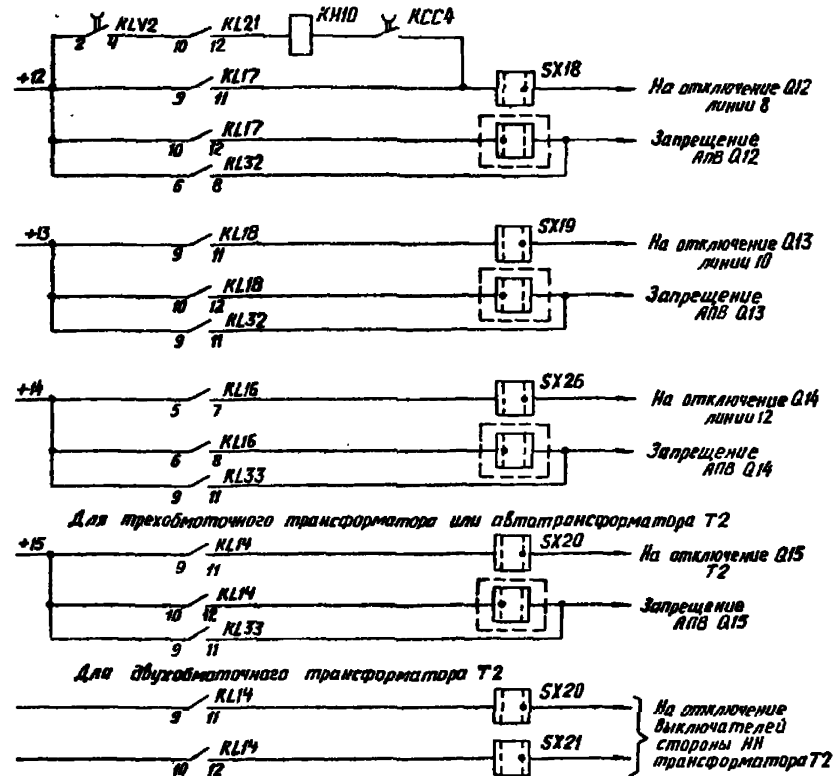 KLV2 KL21 КН10 КСС4
2 4 10 12
+12 KL17 SX18 На отключение Q12
9 11 линии 8
KL17 Запрещение
10 12 АПВ Q12
KL32
6 8
+13 KL18 SX19 На отключение Q13
9 11 линии 10
KL18 Запрещение
10 12 АПВ Q13
KL32
9 11
+14 KL16 SX26 На отключение Q14
5 7 линии 12
KL16 Запрещение
6 8 АПВ Q14
KL33
9 11
Для трехобмоточного трансформатора или автотрансформатора Т2
+15 KL14 SX20 На отключение Q15
9 11 Т2
KL14 Запрещение
10 12 АПВ Q15
KL33
9 11
Для двухобмоточного трансформатора Т2
KL14 SX20 На отключение
9 11 выключателей
KL14 SX21 стороны НН
10 12 трансформатора Т2